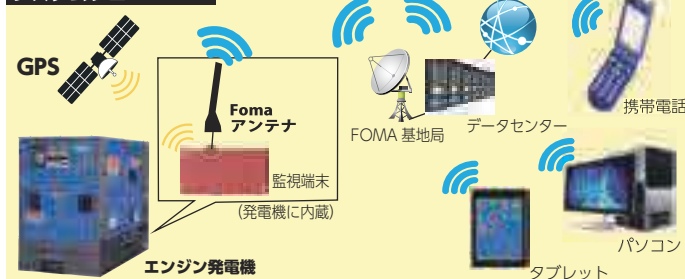 GPS
Foma
アンテナ
監視端末
(発電機に内蔵)
エンジン発電機
FOMA 基地局
データセンター
携帯電話
タブレット
パソコン